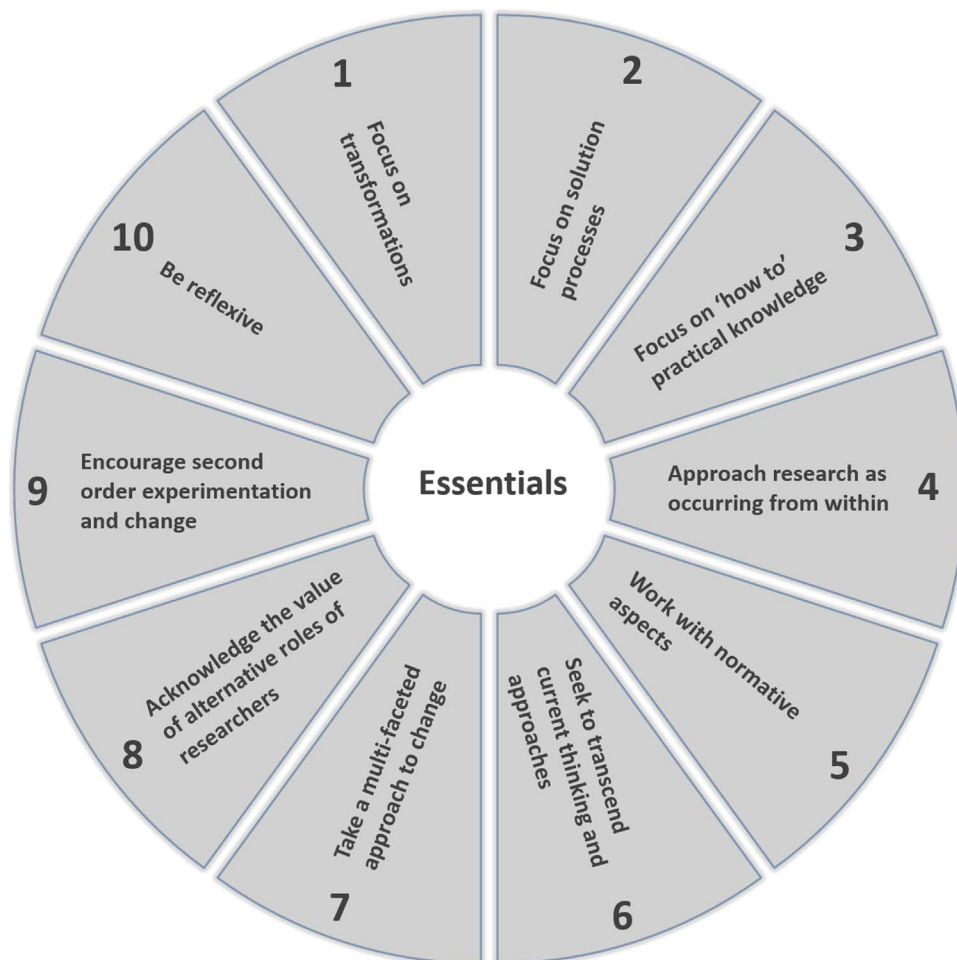 1
Focus on
transformations
2
Focus on solution
processes
3
Focus on ‘how to’
practical knowledge
4
Approach research as
occurring from within
5
Work with normative
aspects
6
Seek to transcend
current thinking and
approaches
7
Take a multi-faceted
approach to change
8
Acknowledge the value
of alternative roles of
researchers
9
Encourage second
order experimentation
and change
10
Be reflexive
Essentials